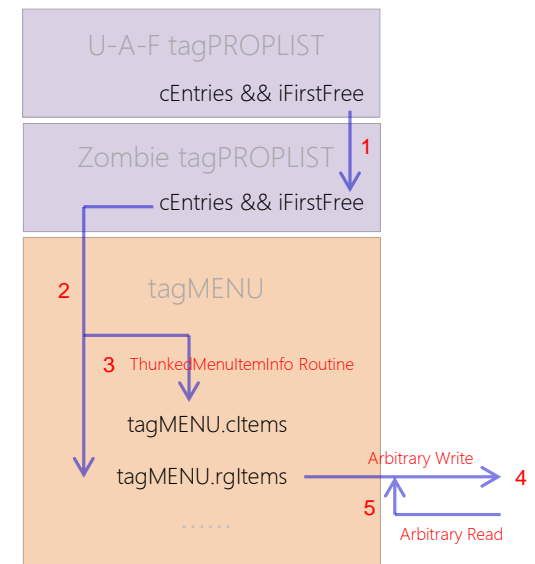 U-A-F tagPROPLIST
cEntries && iFirstFree
1
Zombie tagPROPLIST
cEntries && iFirstFree
2
tagMENU
3 ThunkedMenuItemInfo Routine
tagMENU.cItems
Arbitrary Write
tagMENU.rgItems
4
5
Arbitrary Read
......